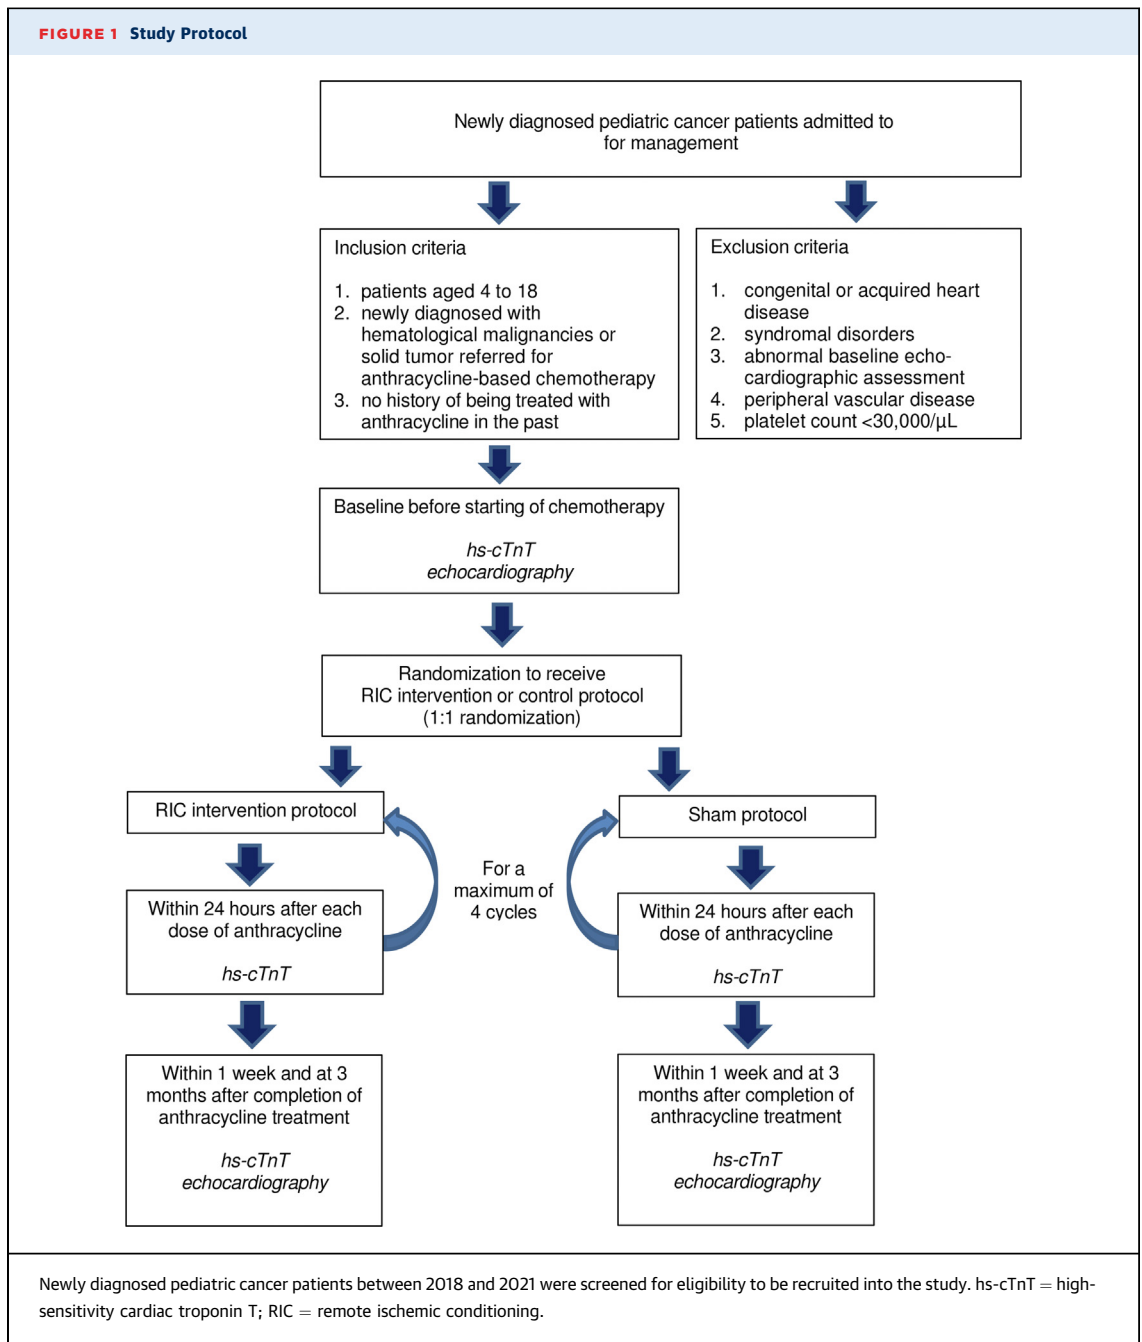 FIGURE 1 Study Protocol
Newly diagnosed pediatric cancer patients admitted to
for management
Inclusion criteria
1. patients aged 4 to 18
2. newly diagnosed with
hematological malignancies or
solid tumor referred for
anthracycline-based chemotherapy
3. no history of being treated with
anthracycline in the past
Exclusion criteria
1. congenital or acquired heart
disease
2. syndromal disorders
3. abnormal baseline echo-
cardiographic assessment
4. peripheral vascular disease
5. platelet count <30,000/µL
Baseline before starting of chemotherapy
hs-cTnT
echocardiography
Randomization to receive
RIC intervention or control protocol
(1:1 randomization)
RIC intervention protocol
Sham protocol
For a
maximum of
4 cycles
Within 24 hours after each
dose of anthracycline
hs-cTnT
Within 24 hours after each
dose of anthracycline
hs-cTnT
Within 1 week and at 3
months after completion of
anthracycline treatment
hs-cTnT
echocardiography
Within 1 week and at 3
months after completion of
anthracycline treatment
hs-cTnT
echocardiography
Newly diagnosed pediatric cancer patients between 2018 and 2021 were screened for eligibility to be recruited into the study. hs-cTnT = high-
sensitivity cardiac troponin T; RIC = remote ischemic conditioning.